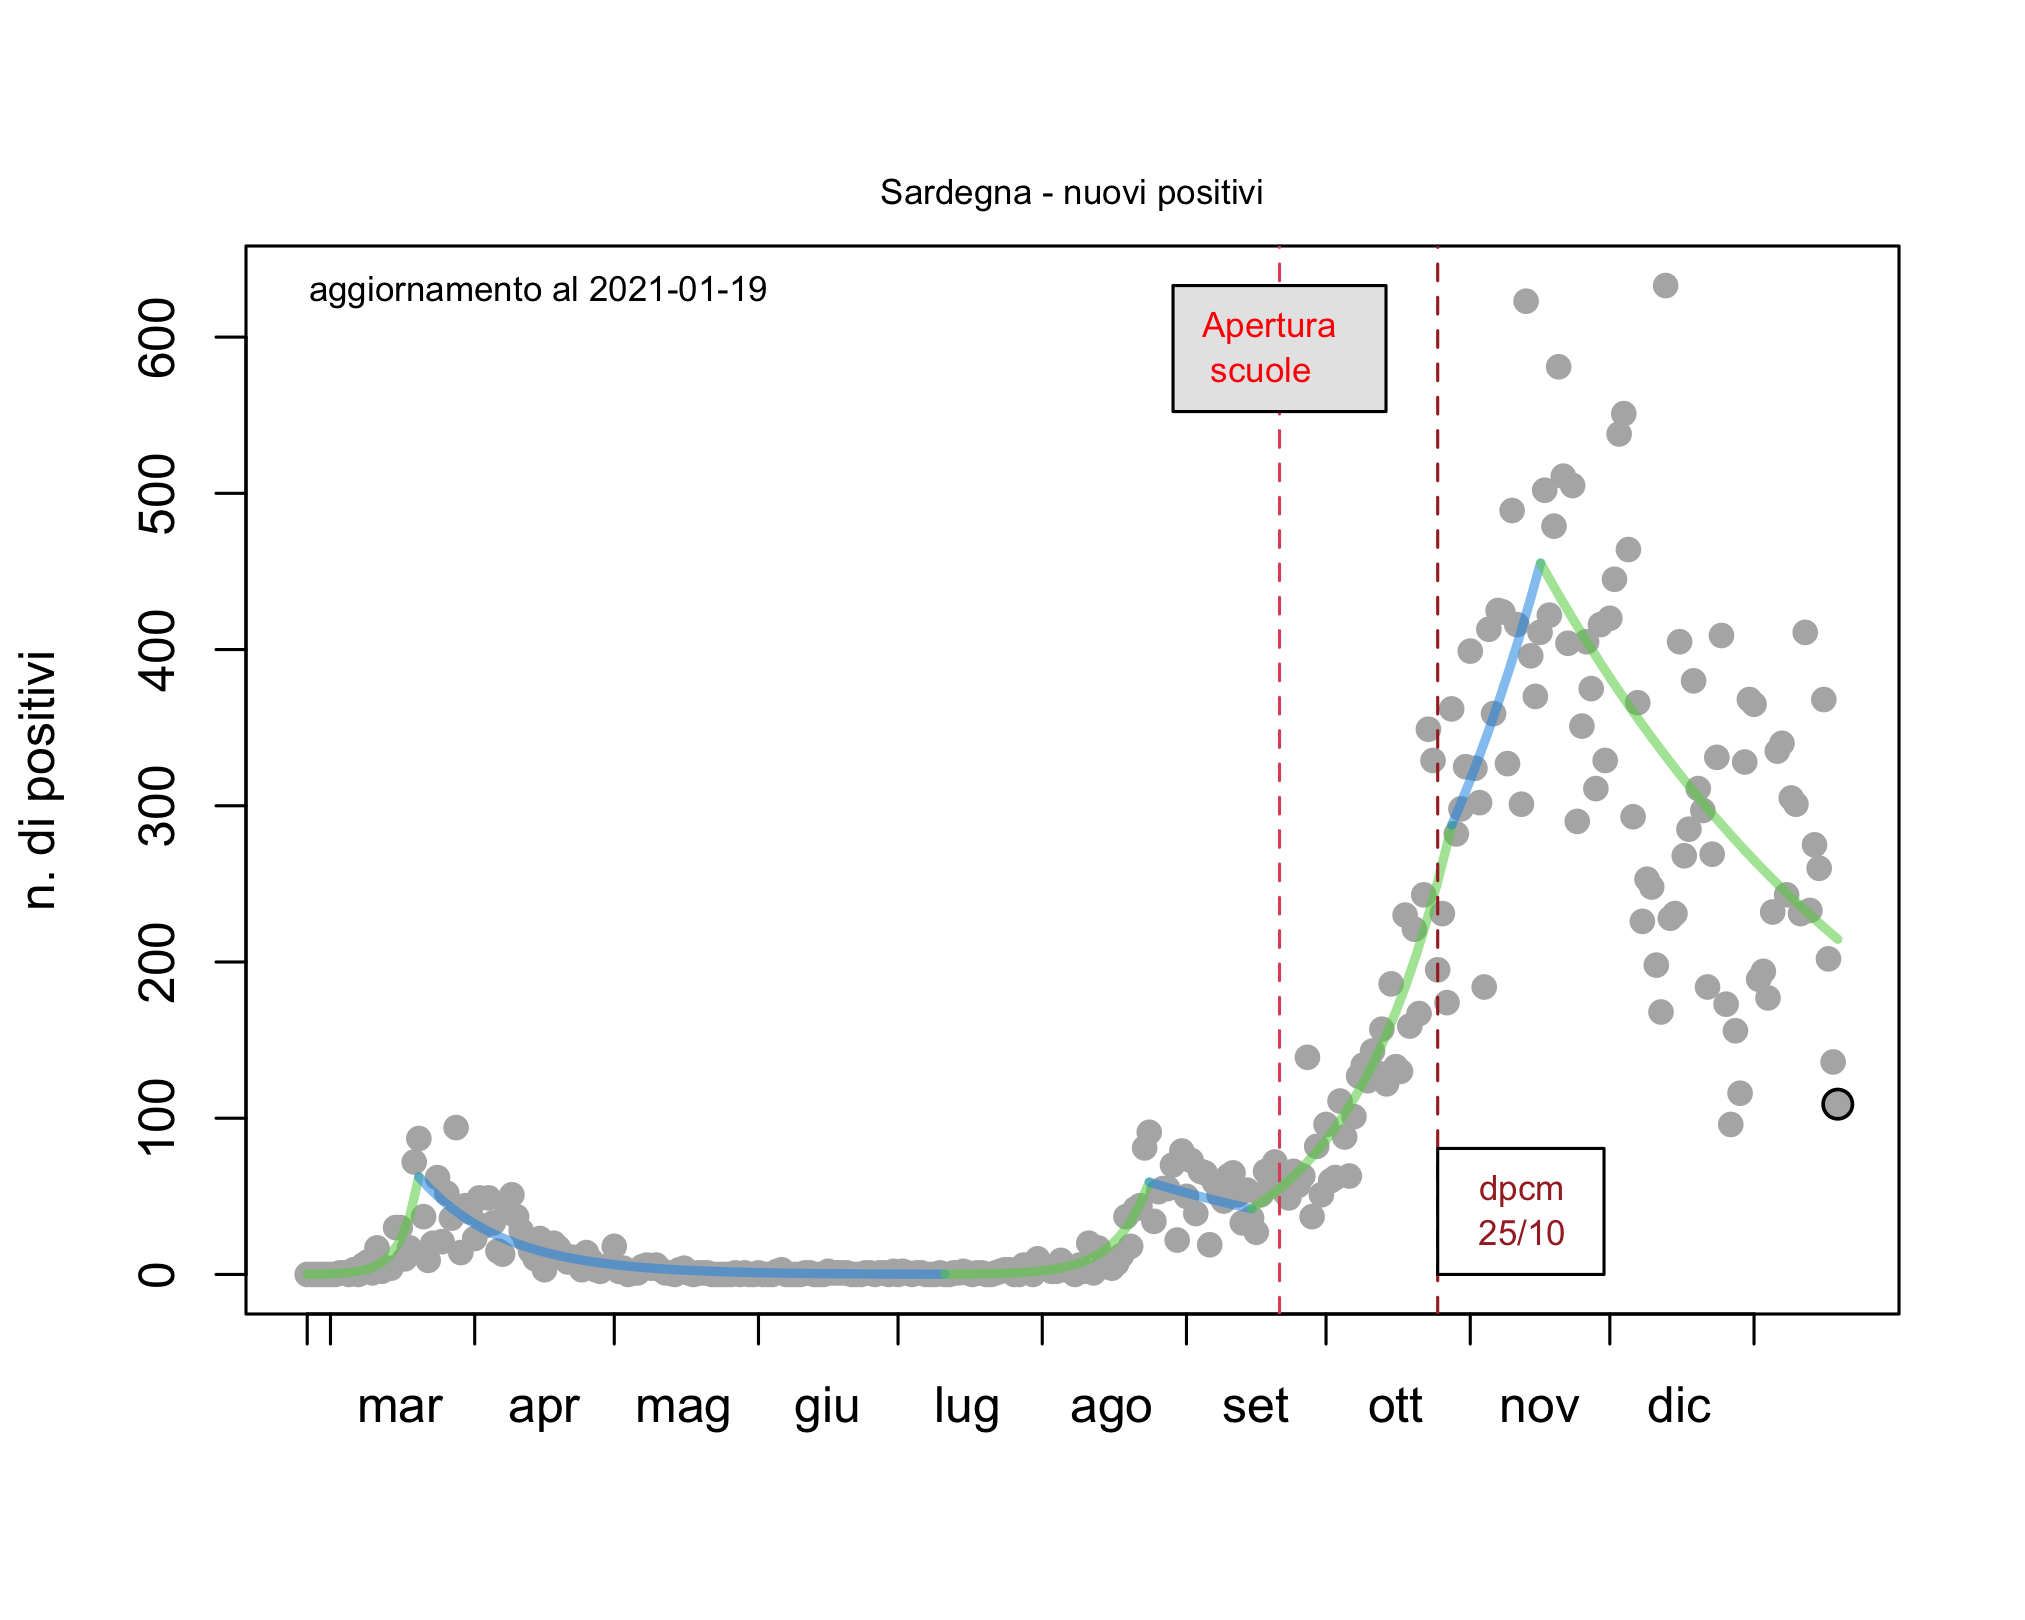 Sardegna - nuovi positivi
aggiornamento al 2021-01-19
Apertura
scuole
n. di positivi
600
500
400
300
200
100
0
dpcm
25/10
mar apr mag giu lug ago set ott nov dic